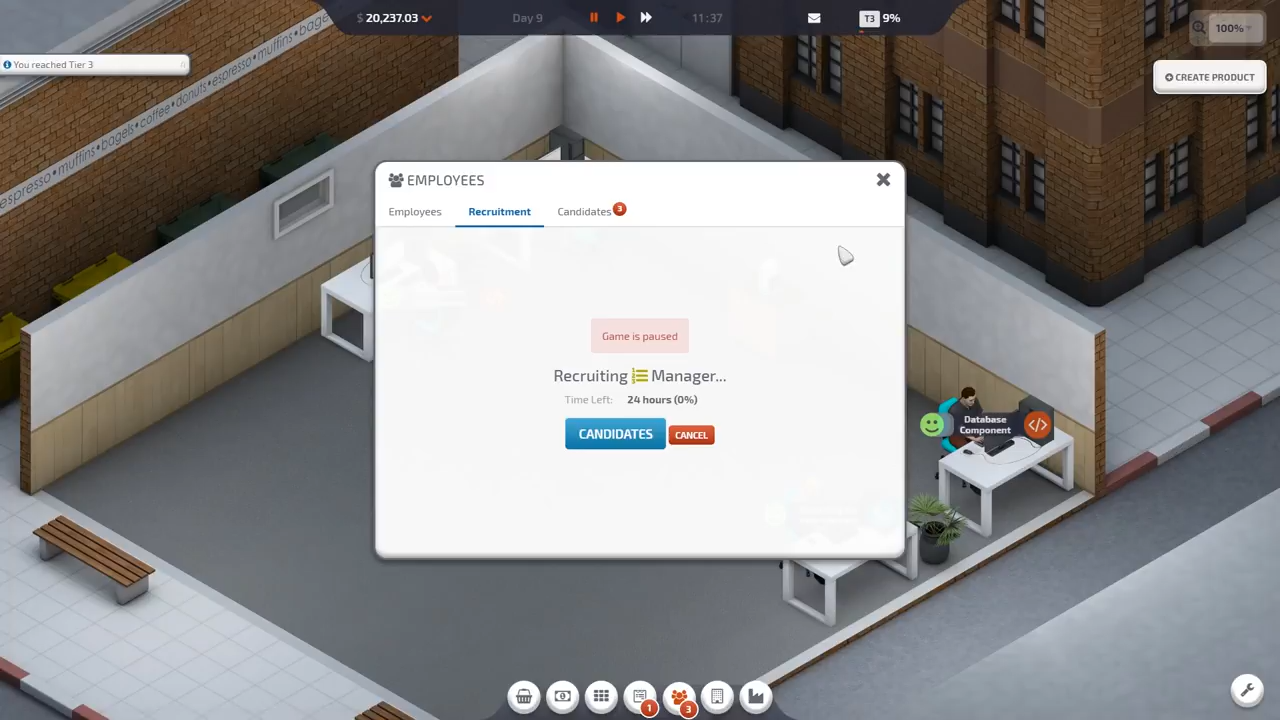 $ 20,237.03
Day 9
11:37
T3 9%
100%
You reached Tier 3
CREATE PRODUCT
espresso•muffins•bagels•coffee•donuts•espresso•muffins•bage
EMPLOYEES
Employees
Recruitment
Candidates 3
Game is paused
Recruiting Manager...
Time Left: 24 hours (0%)
CANDIDATES
CANCEL
Database
Component
</>
1
3